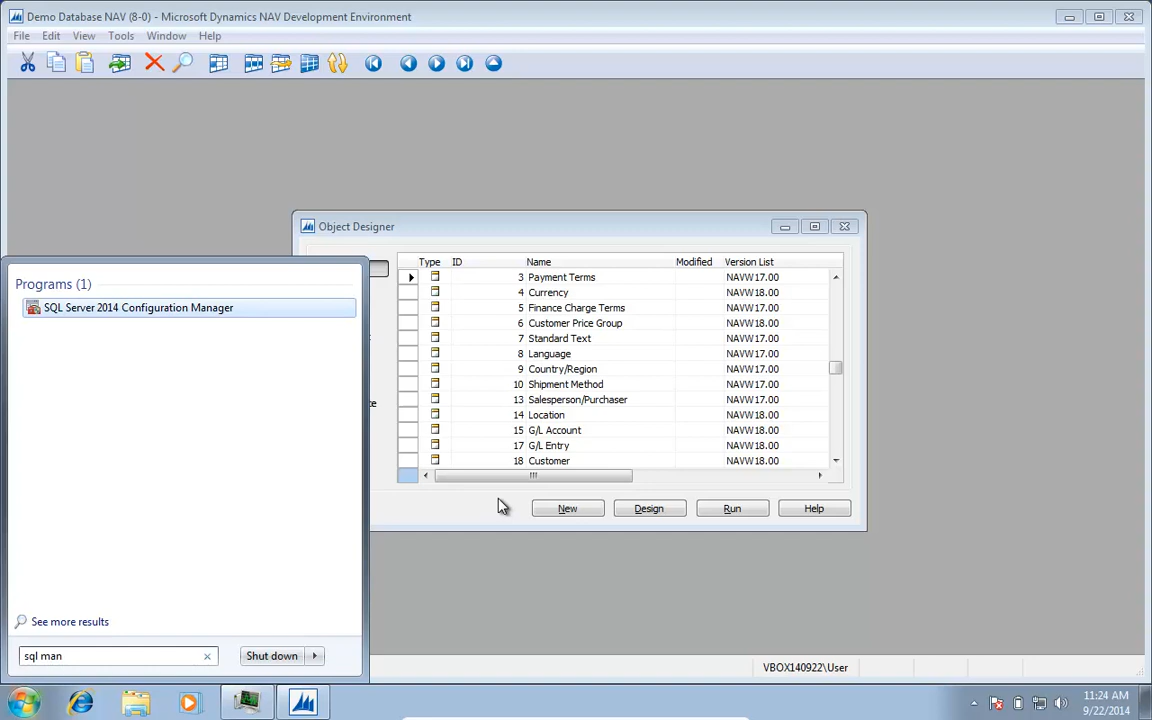 Demo Database NAV (8-0) - Microsoft Dynamics NAV Development Environment
File Edit View Tools Window Help
Object Designer
Type ID Name Modified Version List
3 Payment Terms NAVW17.00
4 Currency NAVW18.00
5 Finance Charge Terms NAVW17.00
6 Customer Price Group NAVW18.00
7 Standard Text NAVW17.00
8 Language NAVW17.00
9 Country/Region NAVW17.00
10 Shipment Method NAVW17.00
13 Salesperson/Purchaser NAVW17.00
14 Location NAVW18.00
15 G/L Account NAVW18.00
17 G/L Entry NAVW18.00
18 Customer NAVW18.00
New Design Run Help
Programs (1)
SQL Server 2014 Configuration Manager
See more results
sql man
Shut down
VBOX140922\User
11:24 AM
9/22/2014